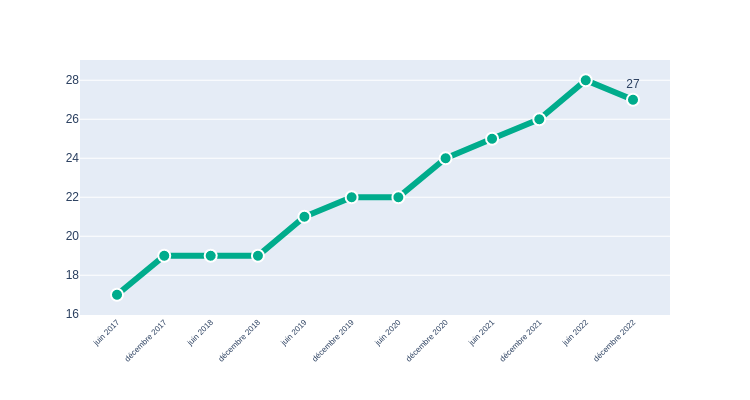 28
26
24
22
20
18
16
27
juin 2017
décembre 2017
juin 2018
décembre 2018
juin 2019
décembre 2019
juin 2020
décembre 2020
juin 2021
décembre 2021
juin 2022
décembre 2022